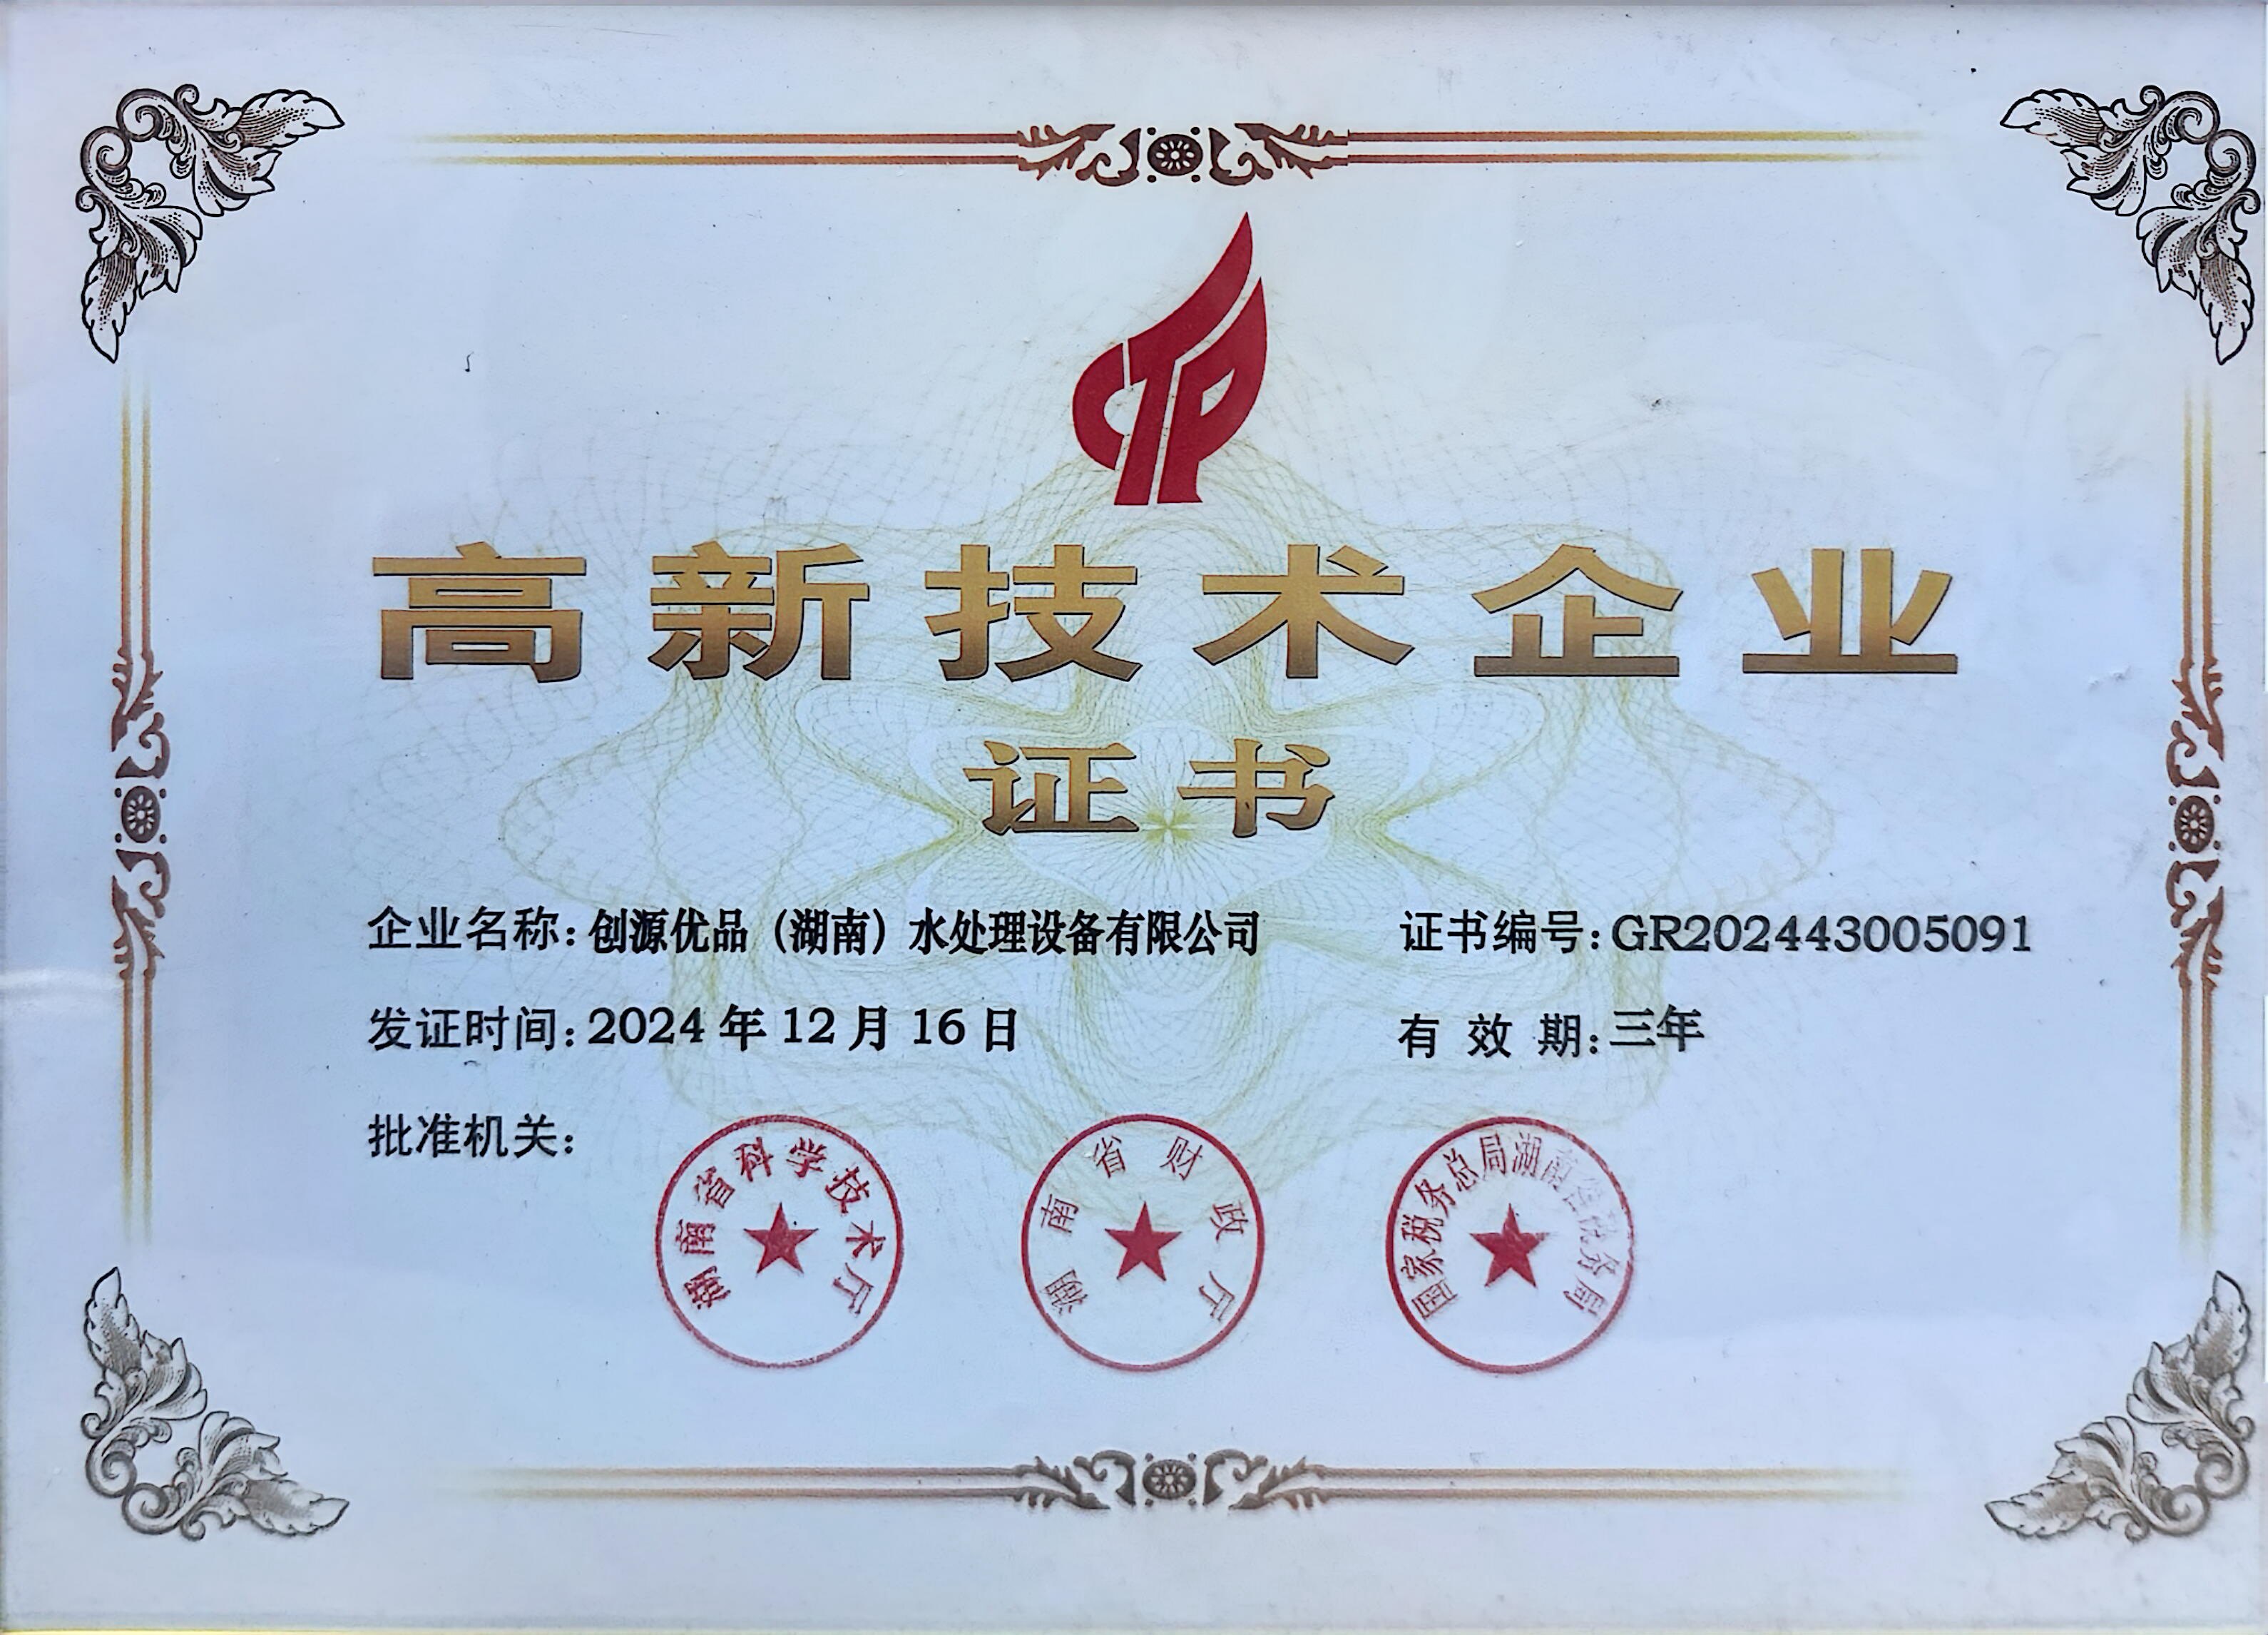 CTP
高新技术企业
证书
企业名称：创源优品（湖南）水处理设备有限公司
证书编号：GR202443005091
发证时间：2024年12月16日
有效期：三年
批准机关：
湖南省科学技术厅
湖南省财政厅
国家税务总局湖南省税务局